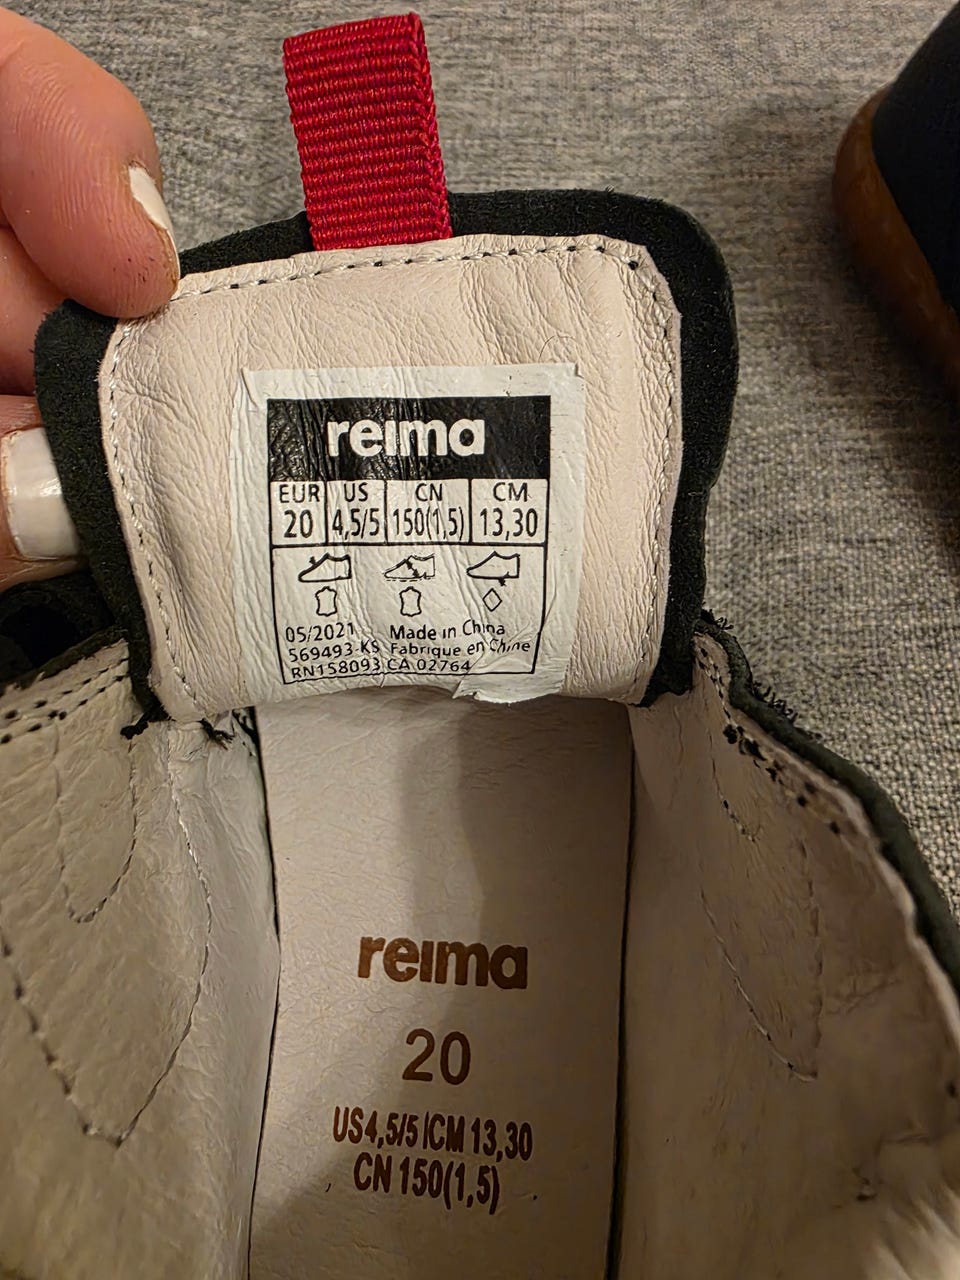 reima
EUR US CN CM
20 4,5/5 150(1,5) 13,30
05/2021 Made in China
569493-KS Fabrique en Chine
RN158093 CA 02764
reima
20
US4,5/5 |CM 13,30
CN 150(1,5)